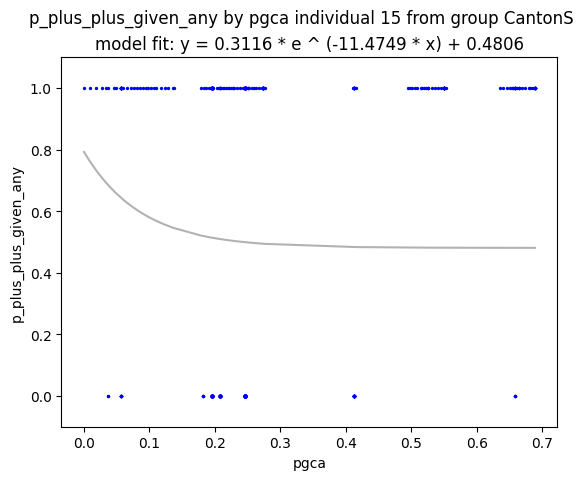 p_plus_plus_given_any by pgca individual 15 from group CantonS
model fit: y = 0.3116 * e ^ (-11.4749 * x) + 0.4806
1.0
0.8
0.6
0.4
0.2
0.0
p_plus_plus_given_any
0.0 0.1 0.2 0.3 0.4 0.5 0.6 0.7
pgca